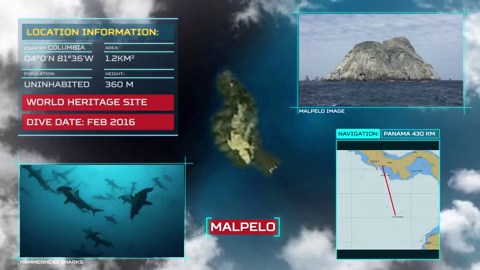 LOCATION INFORMATION:
COUNTRY: COLUMBIA
AREA:
04°0'N 81°36'W
1.2KM²
POPULATION:
HEIGHT:
UNINHABITED
360 M
WORLD HERITAGE SITE
DIVE DATE: FEB 2016
MALPELO IMAGE
NAVIGATION: PANAMA 430 KM
MALPELO
HAMMERHEAD SHARKS